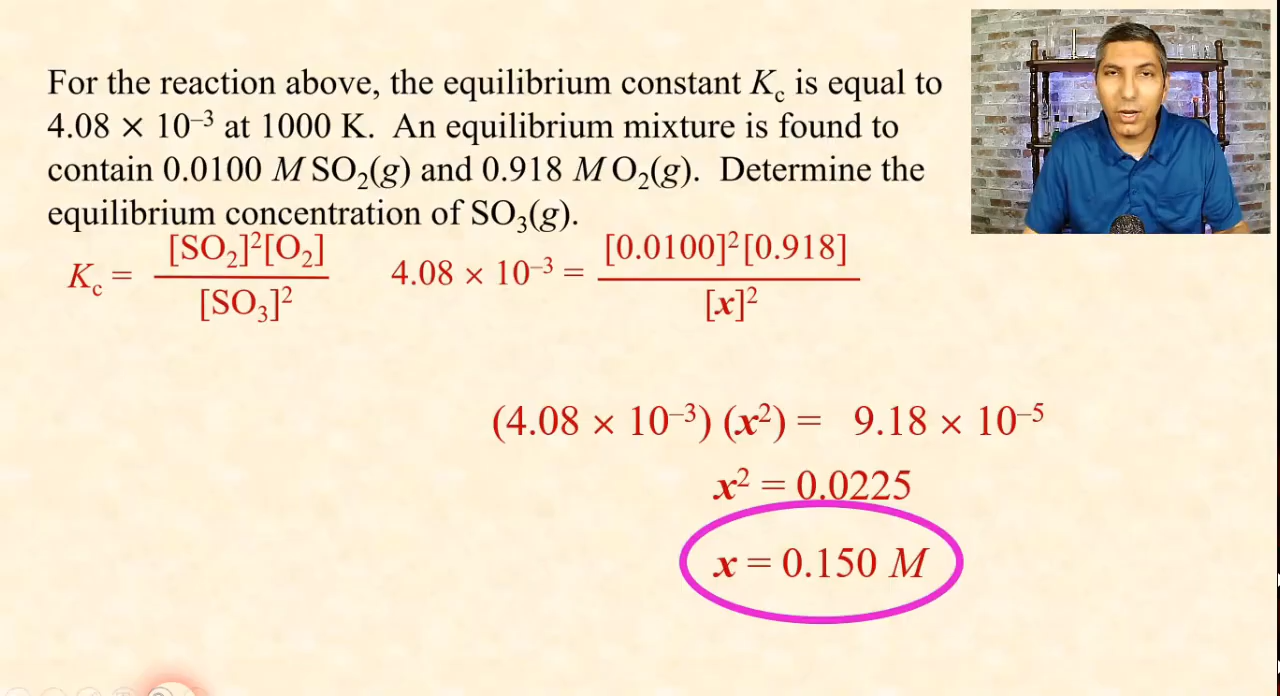 For the reaction above, the equilibrium constant K꜀ is equal to
4.08 × 10⁻³ at 1000 K. An equilibrium mixture is found to
contain 0.0100 M SO₂(g) and 0.918 M O₂(g). Determine the
equilibrium concentration of SO₃(g).
K꜀ = [SO₂]²[O₂] / [SO₃]²
4.08 × 10⁻³ = [0.0100]²[0.918] / [x]²
(4.08 × 10⁻³) (x²) = 9.18 × 10⁻⁵
x² = 0.0225
x = 0.150 M